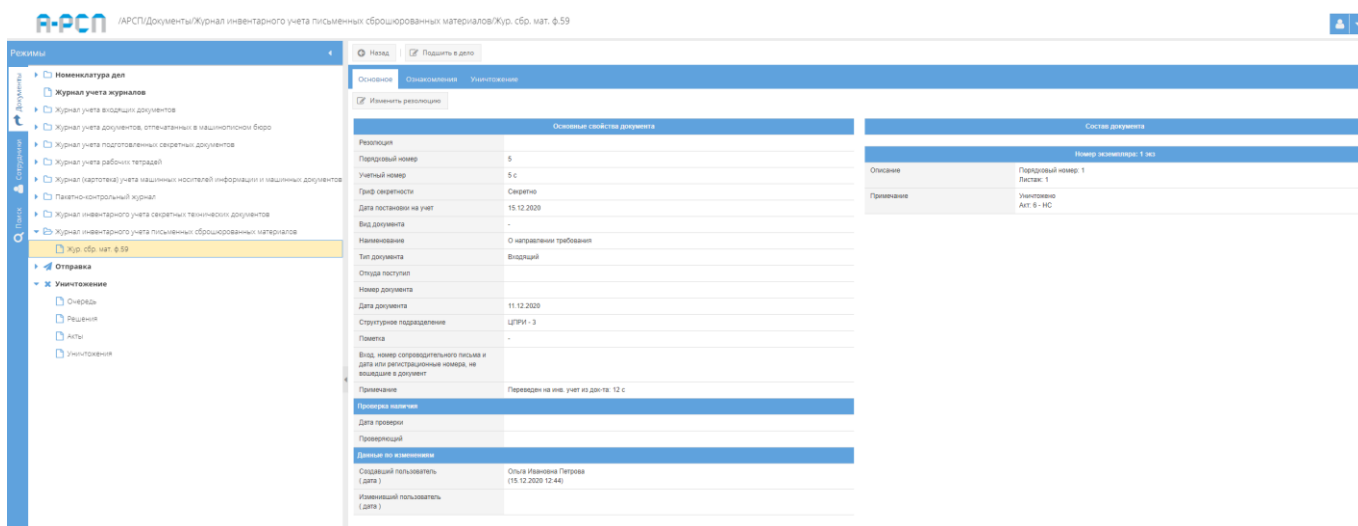 А-РСП
/АРСП/Документы/Журнал инвентарного учета письменных сброшюрованных материалов/Жур. сбр. мат. ф.59
Режимы
Документы
Сотрудники
Поиск
Номенклатура дел
Журнал учета журналов
Журнал учета входящих документов
Журнал учета документов, отпечатанных в машинописном бюро
Журнал учета подготовленных секретных документов
Журнал учета рабочих тетрадей
Журнал (картотека) учета машинных носителей информации и машинных документов
Пакетно-контрольный журнал
Журнал инвентарного учета секретных технических документов
Журнал инвентарного учета письменных сброшюрованных материалов
Жур. сбр. мат. ф.59
Отправка
Уничтожение
Очередь
Решения
Акты
Уничтожения
Назад
Подшить в дело
Основное Ознакомления Уничтожение
Изменить резолюцию
Основные свойства документа
Резолюция
Порядковый номер 5
Учетный номер 5 с
Гриф секретности Секретно
Дата постановки на учет 15.12.2020
Вид документа -
Наименование О направлении требования
Тип документа Входящий
Откуда поступил
Номер документа
Дата документа 11.12.2020
Структурное подразделение ЦПРИ - 3
Пометка -
Вход. номер сопроводительного письма и
дата или регистрационные номера, не
вошедшие в документ
Примечание Переведен на инв. учет из док-та: 12 с
Проверка наличия
Дата проверки
Проверяющий
Данные по изменениям
Создавший пользователь Ольга Ивановна Петрова
( дата ) (15.12.2020 12:44)
Изменивший пользователь
( дата )
Состав документа
Номер экземпляра: 1 экз.
Описание Порядковый номер: 1
Листаж: 1
Примечание Уничтожено
Акт: 6 - НС